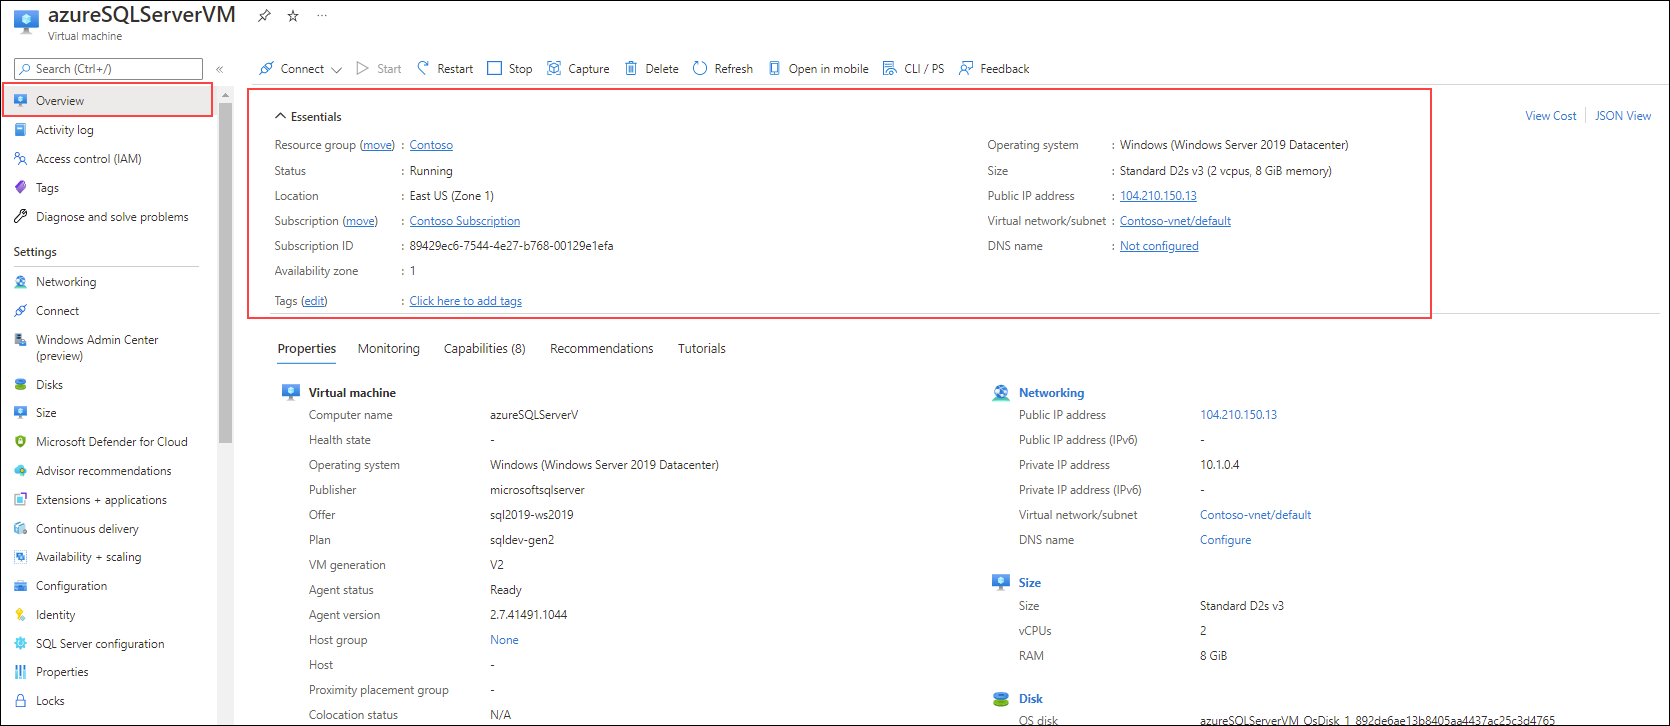 azureSQLServerVM
Virtual machine
Search (Ctrl+/)
«
Connect
Start
Restart
Stop
Capture
Delete
Refresh
Open in mobile
CLI / PS
Feedback
Overview
Activity log
Access control (IAM)
Tags
Diagnose and solve problems
Settings
Networking
Connect
Windows Admin Center
(preview)
Disks
Size
Microsoft Defender for Cloud
Advisor recommendations
Extensions + applications
Continuous delivery
Availability + scaling
Configuration
Identity
SQL Server configuration
Properties
Locks
Essentials
View Cost
JSON View
Resource group (move) : Contoso
Status : Running
Location : East US (Zone 1)
Subscription (move) : Contoso Subscription
Subscription ID : 89429ec6-7544-4e27-b768-00129e1efa
Availability zone : 1
Tags (edit) : Click here to add tags
Operating system : Windows (Windows Server 2019 Datacenter)
Size : Standard D2s v3 (2 vcpus, 8 GiB memory)
Public IP address : 104.210.150.13
Virtual network/subnet : Contoso-vnet/default
DNS name : Not configured
Properties
Monitoring
Capabilities (8)
Recommendations
Tutorials
Virtual machine
Computer name azureSQLServerV
Health state -
Operating system Windows (Windows Server 2019 Datacenter)
Publisher microsoftsqlserver
Offer sql2019-ws2019
Plan sqldev-gen2
VM generation V2
Agent status Ready
Agent version 2.7.41491.1044
Host group None
Host -
Proximity placement group -
Colocation status N/A
Networking
Public IP address 104.210.150.13
Public IP address (IPv6) -
Private IP address 10.1.0.4
Private IP address (IPv6) -
Virtual network/subnet Contoso-vnet/default
DNS name Configure
Size
Size Standard D2s v3
vCPUs 2
RAM 8 GiB
Disk
OS disk azureSQLServerVM_OsDisk_1_892de6ae13b8405aa4437ac25c3d4765